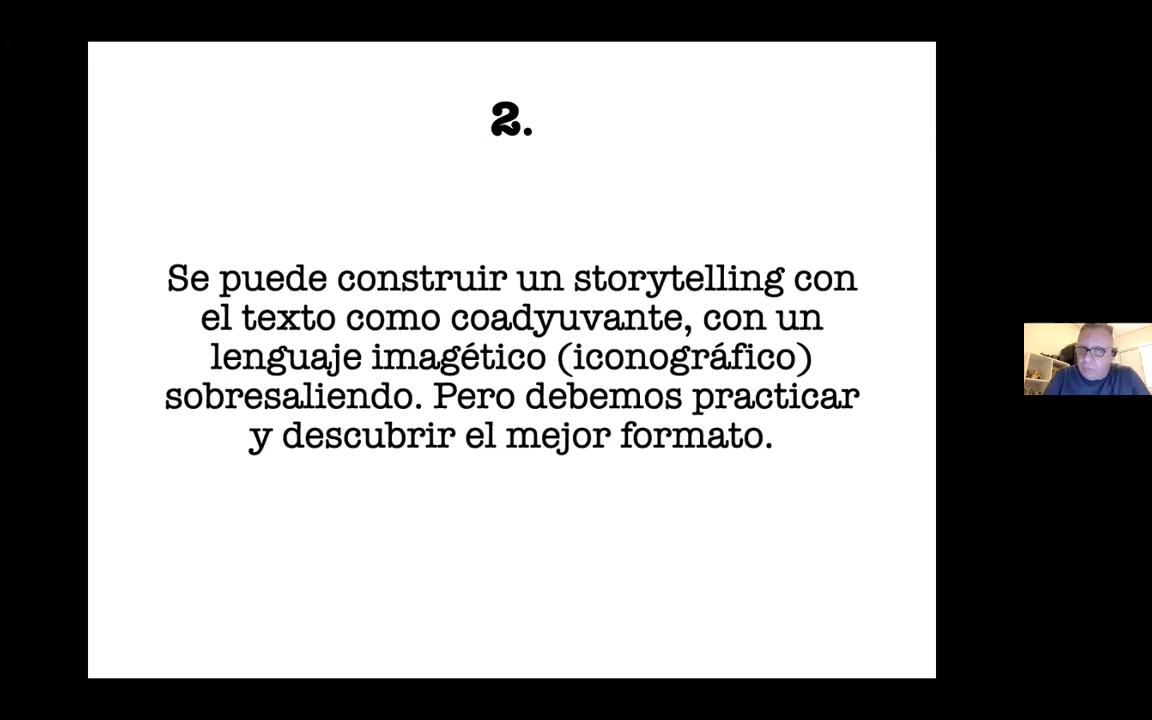 2.
Se puede construir un storytelling con
el texto como coadyuvante, con un
lenguaje imagético (iconográfico)
sobresaliendo. Pero debemos practicar
y descubrir el mejor formato.